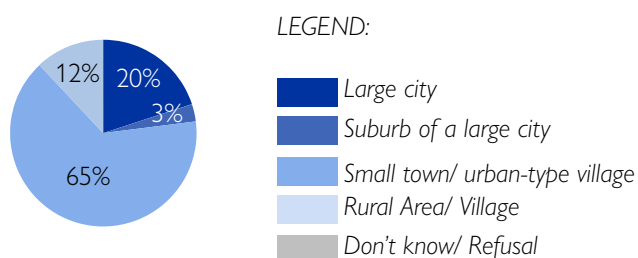 LEGEND:
12%
20%
3%
65%
Large city
Suburb of a large city
Small town/ urban-type village
Rural Area/ Village
Don't know/ Refusal